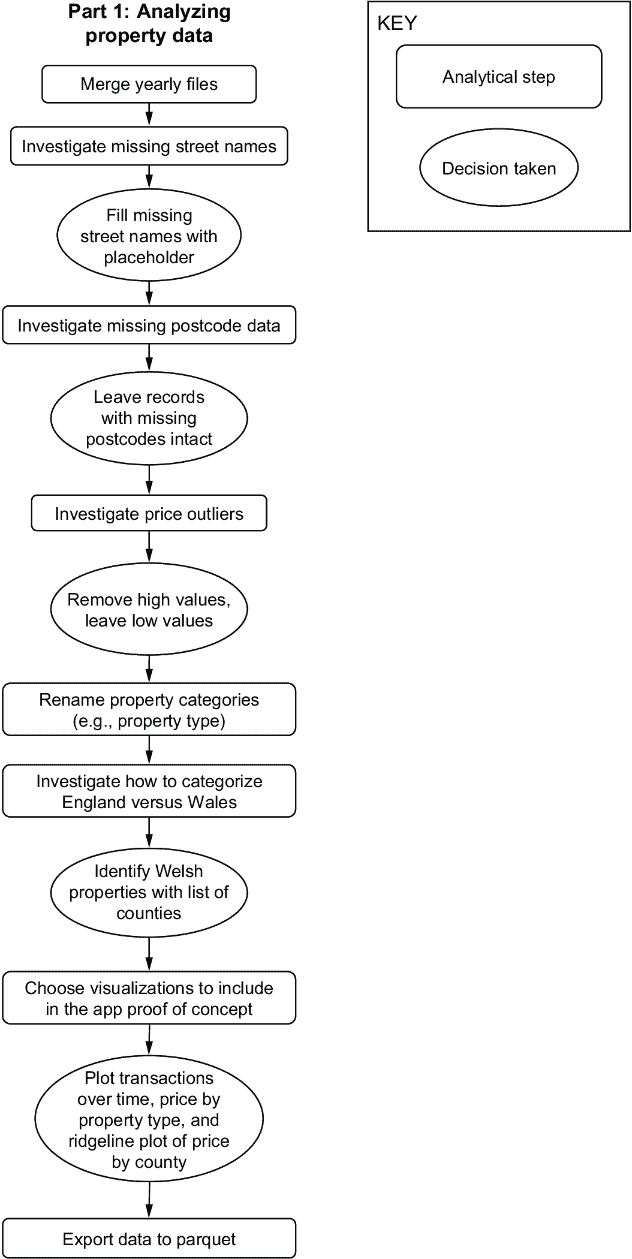 Part 1: Analyzing
property data
Merge yearly files
Investigate missing street names
Fill missing
street names with
placeholder
Investigate missing postcode data
Leave records
with missing
postcodes intact
Investigate price outliers
Remove high values,
leave low values
Rename property categories
(e.g., property type)
Investigate how to categorize
England versus Wales
Identify Welsh
properties with list of
counties
Choose visualizations to include
in the app proof of concept
Plot transactions
over time, price by
property type, and
ridgeline plot of price
by county
Export data to parquet
KEY
Analytical step
Decision taken